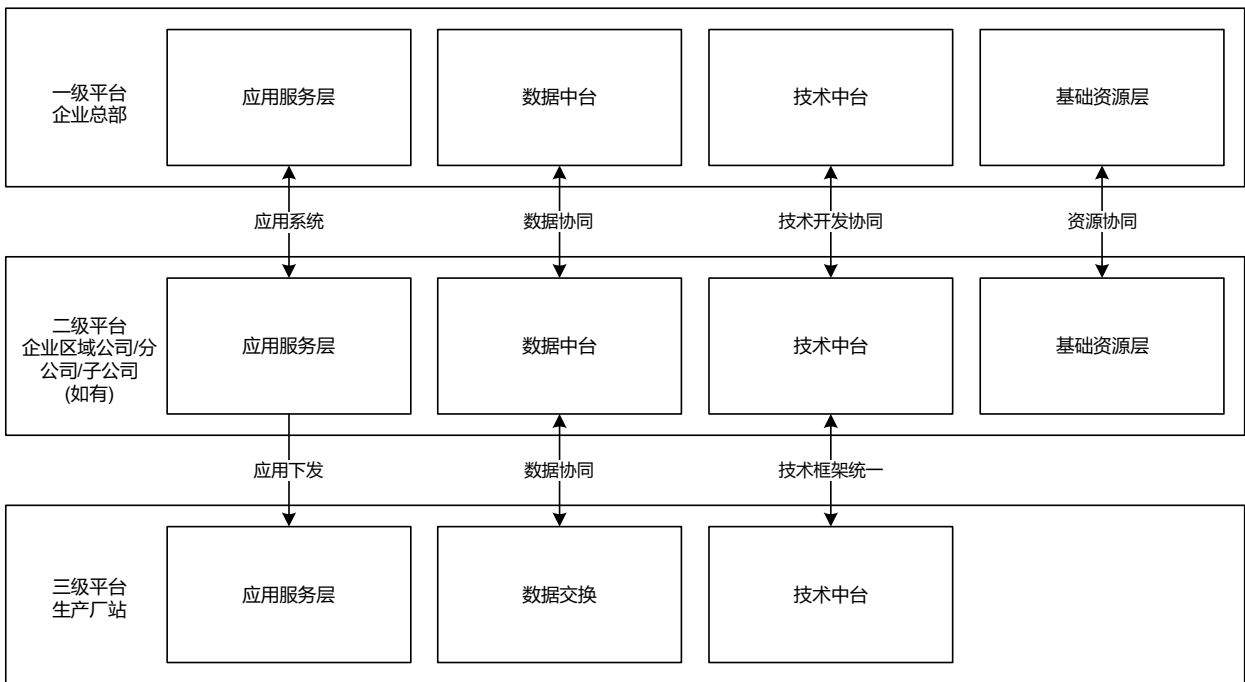 一级平台
企业总部
应用服务层
数据中台
技术中台
基础资源层
应用系统
数据协同
技术开发协同
资源协同
二级平台
企业区域公司/分
公司/子公司
(如有)
应用服务层
数据中台
技术中台
基础资源层
应用下发
数据协同
技术框架统一
三级平台
生产厂站
应用服务层
数据交换
技术中台